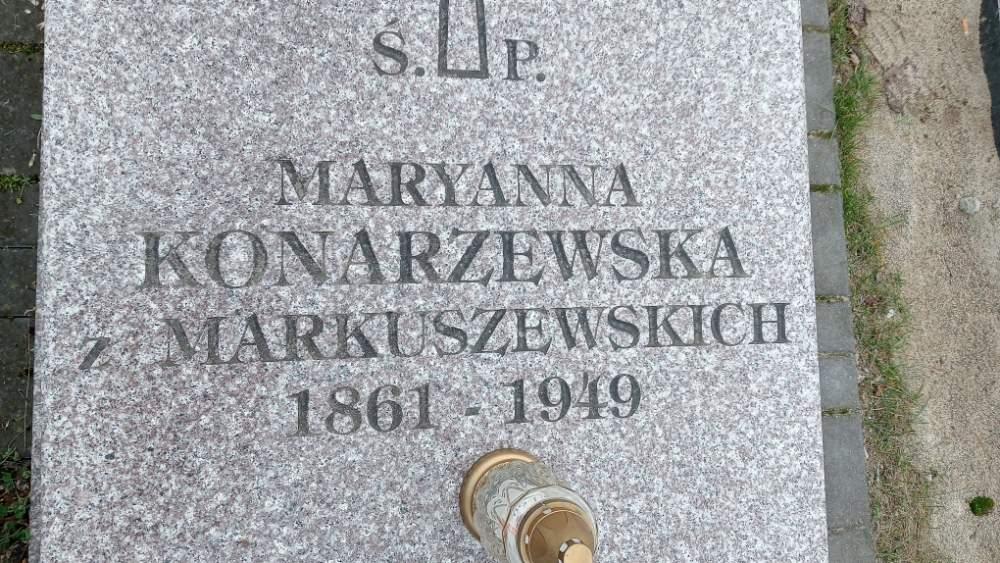 Ś. P.
MARYANNA
KONARZEWSKA
z MARKUSZEWSKICH
1861 - 1949